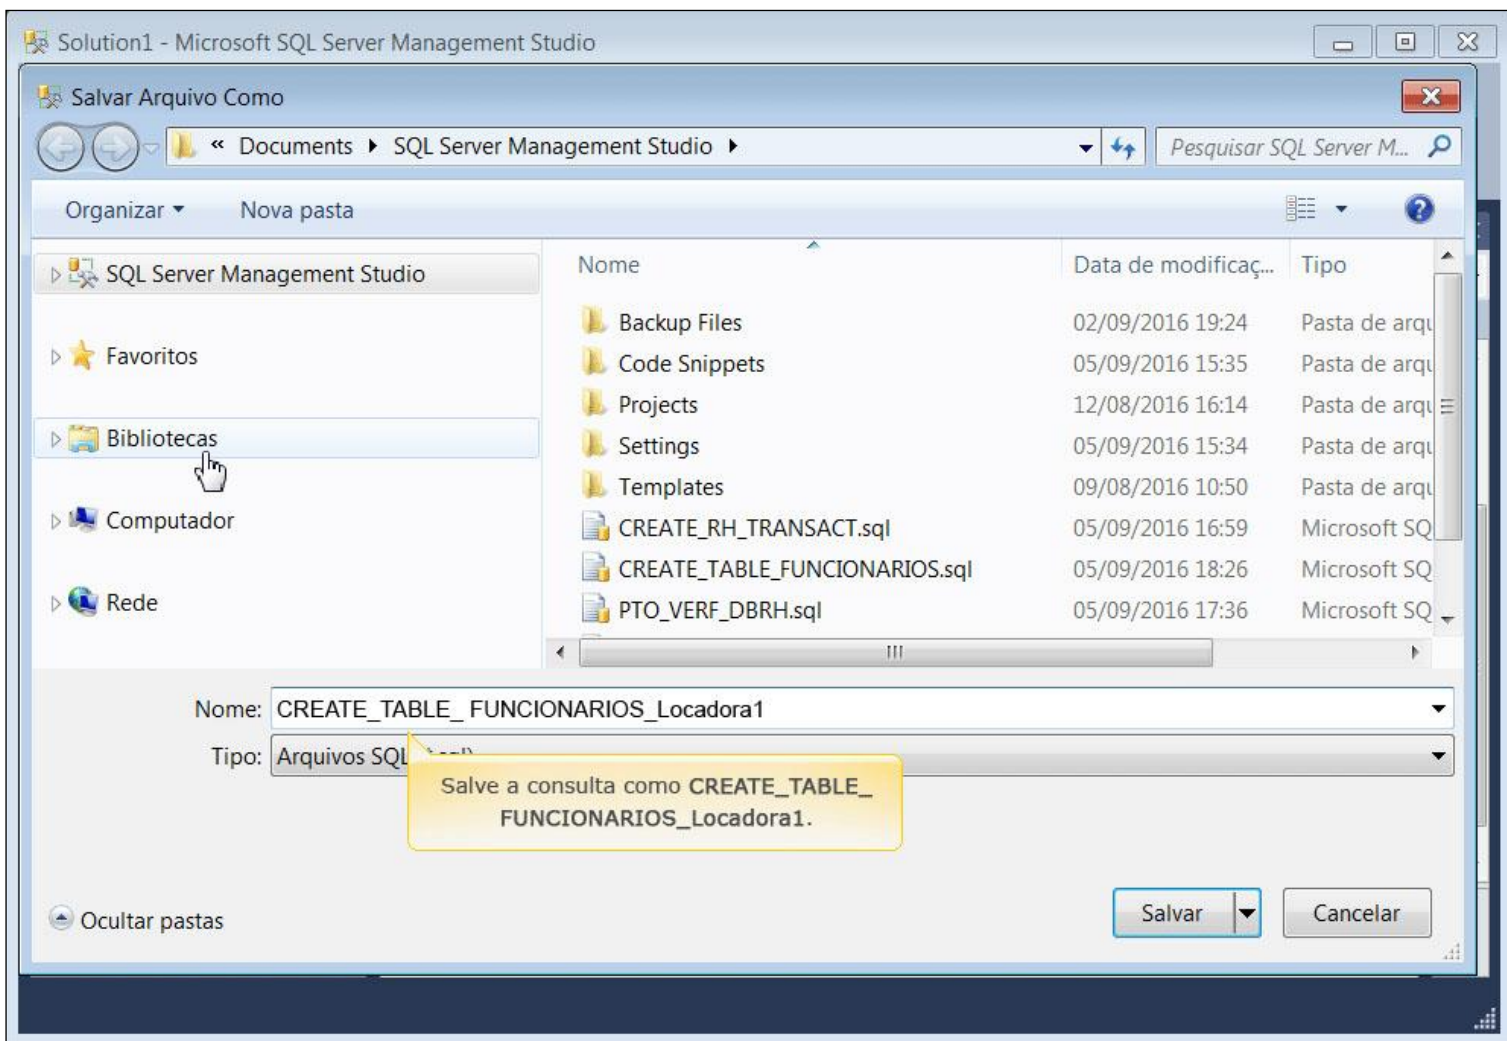 Solution1 - Microsoft SQL Server Management Studio
Salvar Arquivo Como
« Documents SQL Server Management Studio
Pesquisar SQL Server M...
Organizar Nova pasta
SQL Server Management Studio
Favoritos
Bibliotecas
Computador
Rede
Nome Data de modificaç... Tipo
Backup Files 02/09/2016 19:24 Pasta de arqu
Code Snippets 05/09/2016 15:35 Pasta de arqu
Projects 12/08/2016 16:14 Pasta de arqu
Settings 05/09/2016 15:34 Pasta de arqu
Templates 09/08/2016 10:50 Pasta de arqu
CREATE_RH_TRANSACT.sql 05/09/2016 16:59 Microsoft SQ
CREATE_TABLE_FUNCIONARIOS.sql 05/09/2016 18:26 Microsoft SQ
PTO_VERF_DBRH.sql 05/09/2016 17:36 Microsoft SQ
Nome: CREATE_TABLE_ FUNCIONARIOS_Locadora1
Tipo: Arquivos SQL
Salve a consulta como CREATE_TABLE_
FUNCIONARIOS_Locadora1.
Ocultar pastas
Salvar
Cancelar